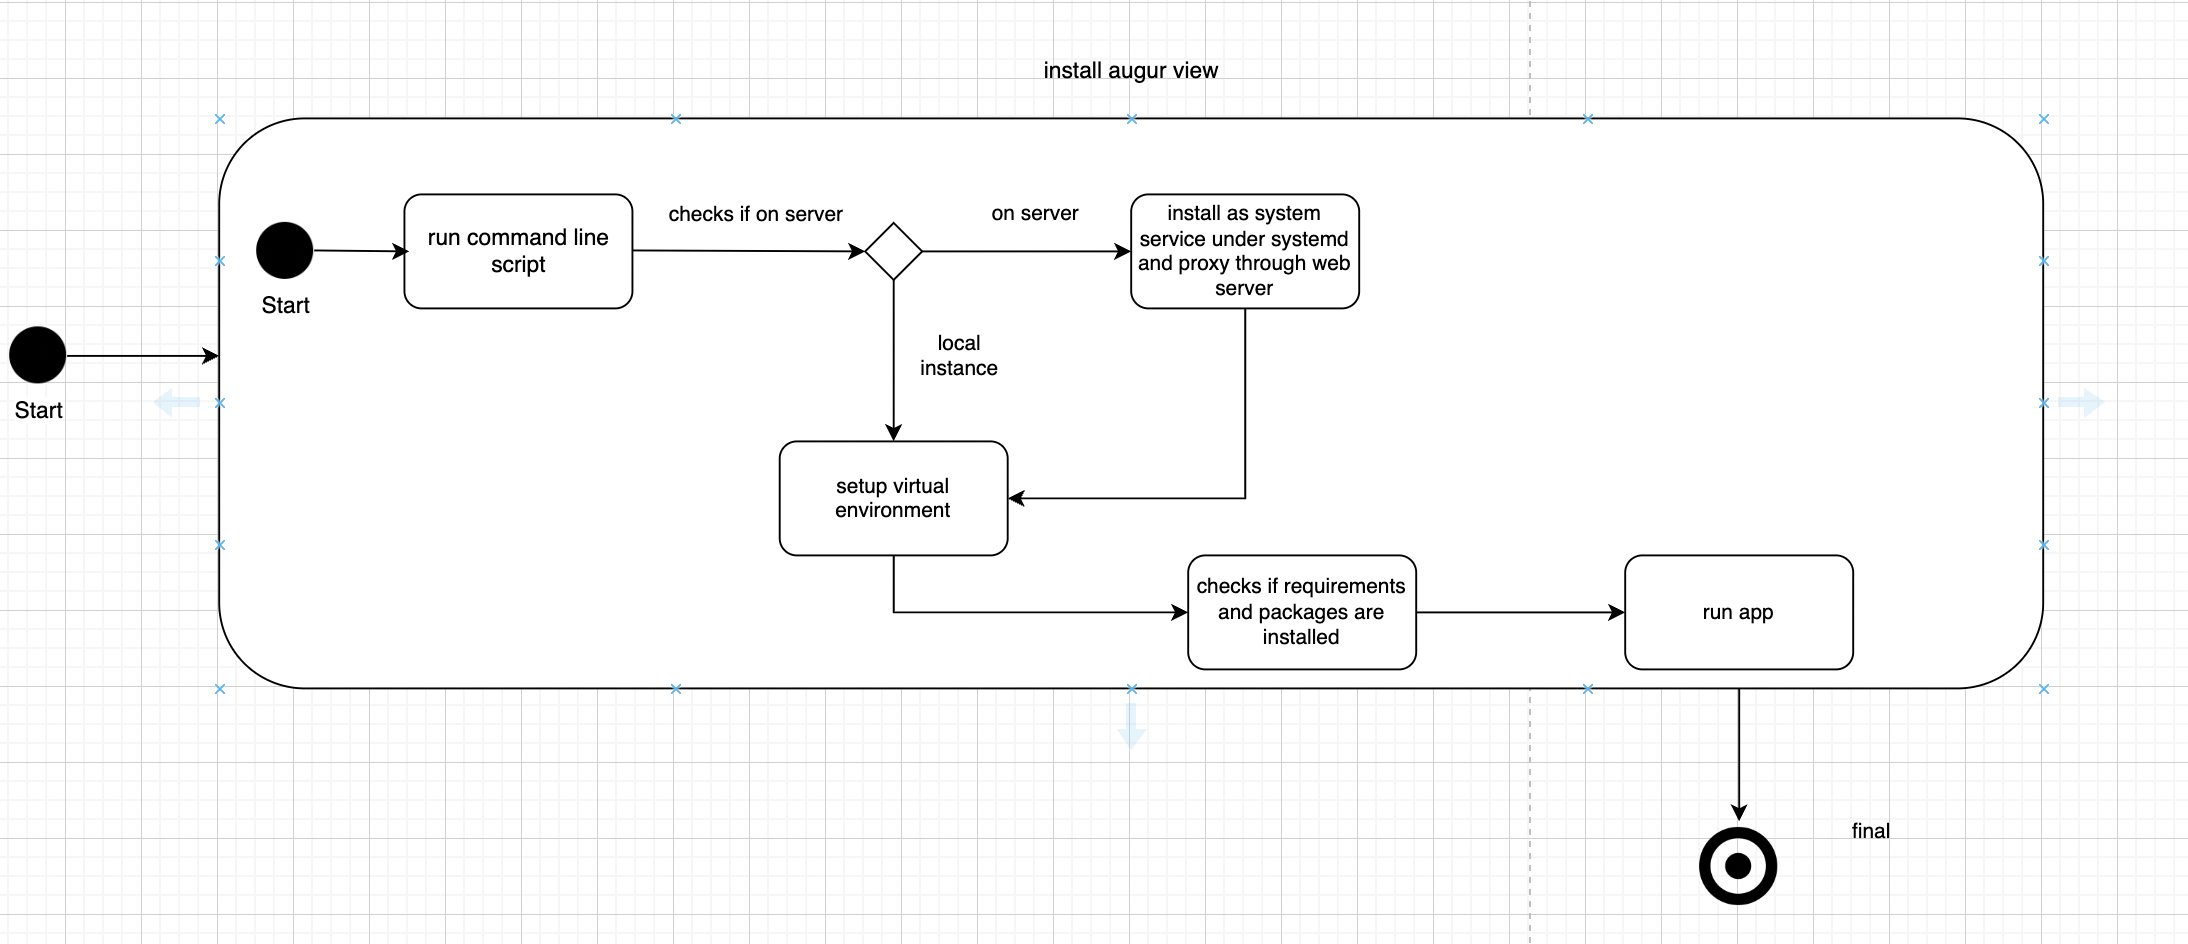 install augur view
run command line
script
checks if on server
on server
install as system
service under systemd
and proxy through web
server
Start
Start
local
instance
setup virtual
environment
checks if requirements
and packages are
installed
run app
final